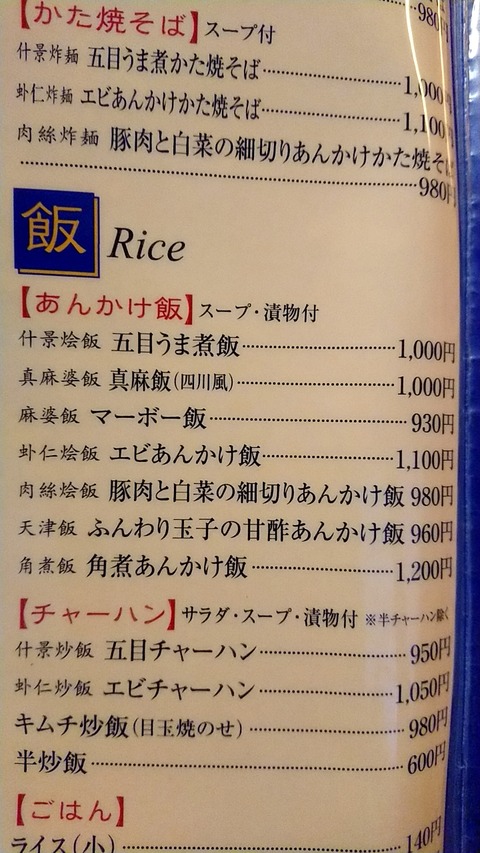 980円
【かた焼そば】スープ付
什景炸麺 五目うま煮かた焼そば…………1,000
蝦仁炸麺 エビあんかけかた焼そば…………1,100
肉絲炸麺 豚肉と白菜の細切りあんかけかた焼そ
…………980円
飯 Rice
【あんかけ飯】スープ・漬物付
什景烩飯 五目うま煮飯…………1,000円
真麻婆飯 真麻飯(四川風)…………1,000円
麻婆飯 マーボー飯…………930円
虾仁烩飯 エビあんかけ飯…………1,100円
肉絲烩飯 豚肉と白菜の細切りあんかけ飯 980円
天津飯 ふんわり玉子の甘酢あんかけ飯 960円
角煮飯 角煮あんかけ飯…………1,200円
【チャーハン】サラダ・スープ・漬物付 ※半チャーハン除く
什景炒飯 五目チャーハン…………950円
虾仁炒飯 エビチャーハン…………1,050円
キムチ炒飯(目玉焼のせ)…………980円
半炒飯…………600円
【ごはん】
ライス(小)…………140円